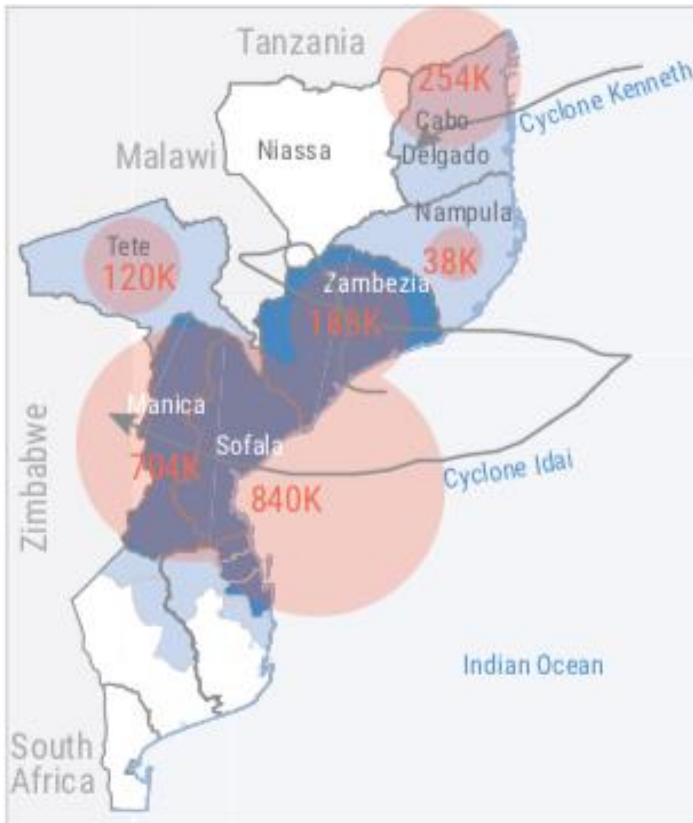 Tanzania
254K
Cyclone Kenneth
Cabo
Delgado
Malawi
Niassa
Nampula
38K
Tete
120K
Zambezia
188K
Manica
Sofala
704K
840K
Cyclone Idai
Zimbabwe
Indian Ocean
South
Africa